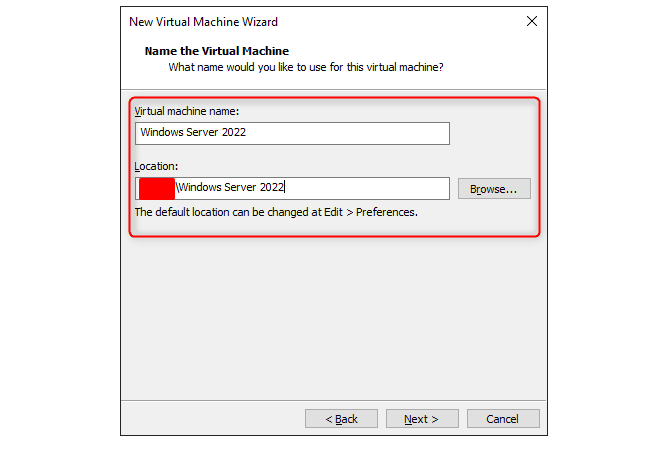 New Virtual Machine Wizard
Name the Virtual Machine
What name would you like to use for this virtual machine?
Virtual machine name:
Windows Server 2022
Location:
\Windows Server 2022
Browse...
The default location can be changed at Edit > Preferences.
< Back
Next >
Cancel